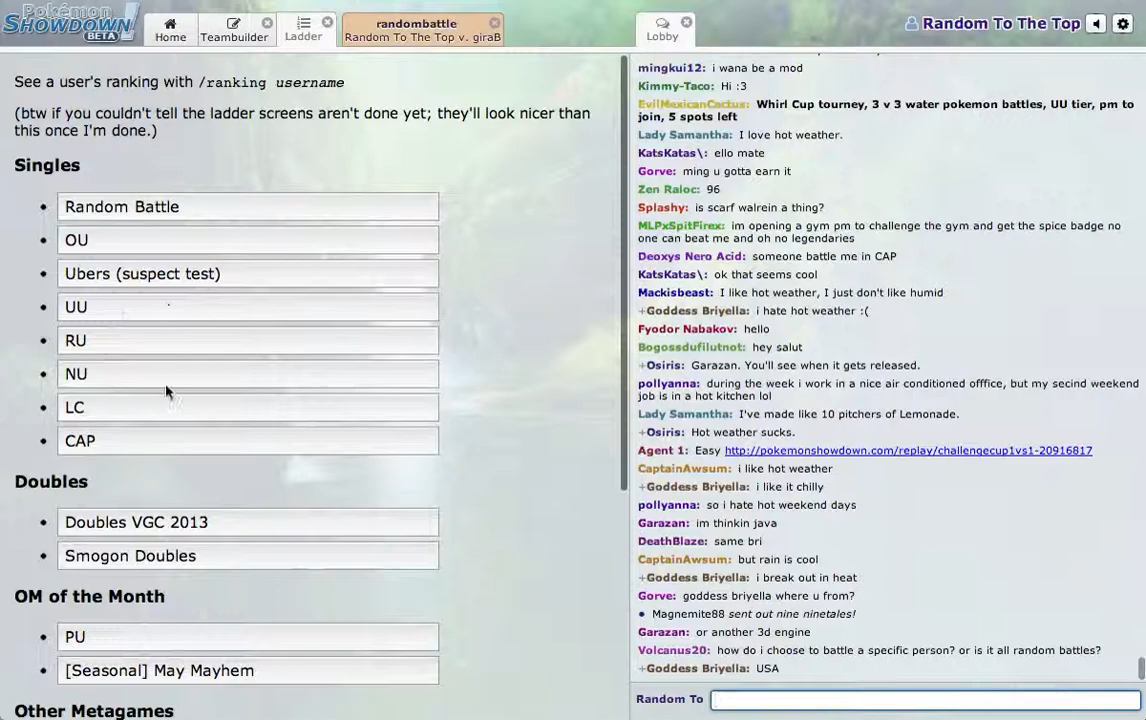 Pokémon
SHOWDOWN!
BETA
Home
Teambuilder
Ladder
randombattle
Random To The Top v. giraB
Lobby
Random To The Top
See a user's ranking with /ranking username
(btw if you couldn't tell the ladder screens aren't done yet; they'll look nicer than
this once I'm done.)
Singles
Random Battle
OU
Ubers (suspect test)
UU
RU
NU
LC
CAP
Doubles
Doubles VGC 2013
Smogon Doubles
OM of the Month
PU
[Seasonal] May Mayhem
Other Metagames
mingkui12: i wana be a mod
Kimmy-Taco: Hi :3
EvilMexicanCactus: Whirl Cup tourney, 3 v 3 water pokemon battles, UU tier, pm to
join, 5 spots left
Lady Samantha: I love hot weather.
KatsKatas\: ello mate
Gorve: ming u gotta earn it
Zen Raloc: 96
Splashy: is scarf walrein a thing?
MLPxSpitFirex: im opening a gym pm to challenge the gym and get the spice badge no
one can beat me and oh no legendaries
Deoxys Nero Acid: someone battle me in CAP
KatsKatas\: ok that seems cool
Mackisbeast: I like hot weather, I just don't like humid
+Goddess Briyella: i hate hot weather :(
Fyodor Nabakov: hello
Bogossdufilutnot: hey salut
+Osiris: Garazan. You'll see when it gets released.
pollyanna: during the week i work in a nice air conditioned offfice, but my secind weekend
job is in a hot kitchen lol
Lady Samantha: I've made like 10 pitchers of Lemonade.
+Osiris: Hot weather sucks.
Agent 1: Easy http://pokemonshowdown.com/replay/challengecup1vs1-20916817
CaptainAwsum: i like hot weather
+Goddess Briyella: i like it chilly
pollyanna: so i hate hot weekend days
Garazan: im thinkin java
DeathBlaze: same bri
CaptainAwsum: but rain is cool
+Goddess Briyella: i break out in heat
Gorve: goddess briyella where u from?
• Magnemite88 sent out nine ninetales!
Garazan: or another 3d engine
Volcanus20: how do i choose to battle a specific person? or is it all random battles?
+Goddess Briyella: USA
Random To